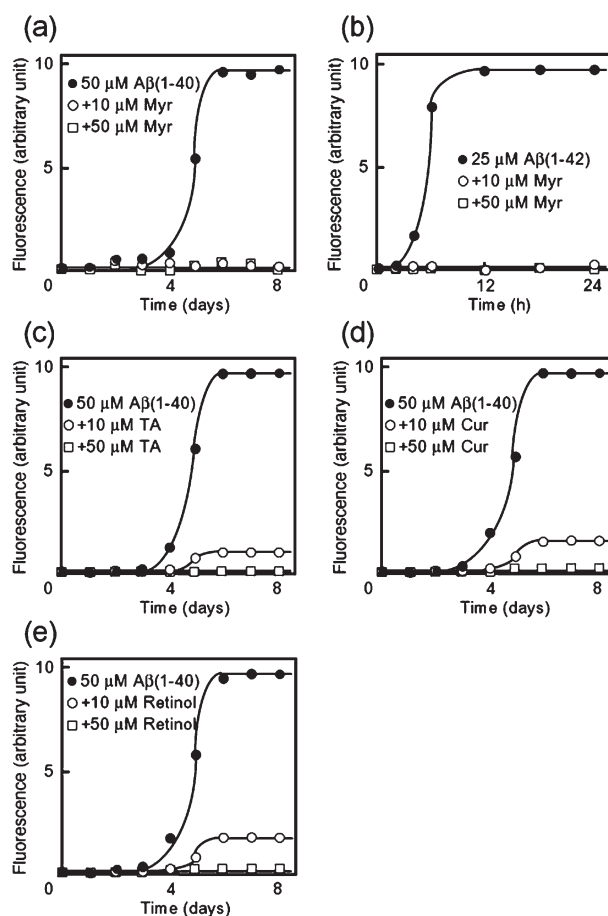 (a)
Fluorescence (arbitrary unit)
10
5
0
● 50 µM Aβ(1-40)
○ +10 µM Myr
□ +50 µM Myr
4
8
Time (days)
(b)
Fluorescence (arbitrary unit)
10
5
0
● 25 µM Aβ(1-42)
○ +10 µM Myr
□ +50 µM Myr
12
24
Time (h)
(c)
Fluorescence (arbitrary unit)
10
5
0
● 50 µM Aβ(1-40)
○ +10 µM TA
□ +50 µM TA
4
8
Time (days)
(d)
Fluorescence (arbitrary unit)
10
5
0
● 50 µM Aβ(1-40)
○ +10 µM Cur
□ +50 µM Cur
4
8
Time (days)
(e)
Fluorescence (arbitrary unit)
10
5
0
● 50 µM Aβ(1-40)
○ +10 µM Retinol
□ +50 µM Retinol
4
8
Time (days)